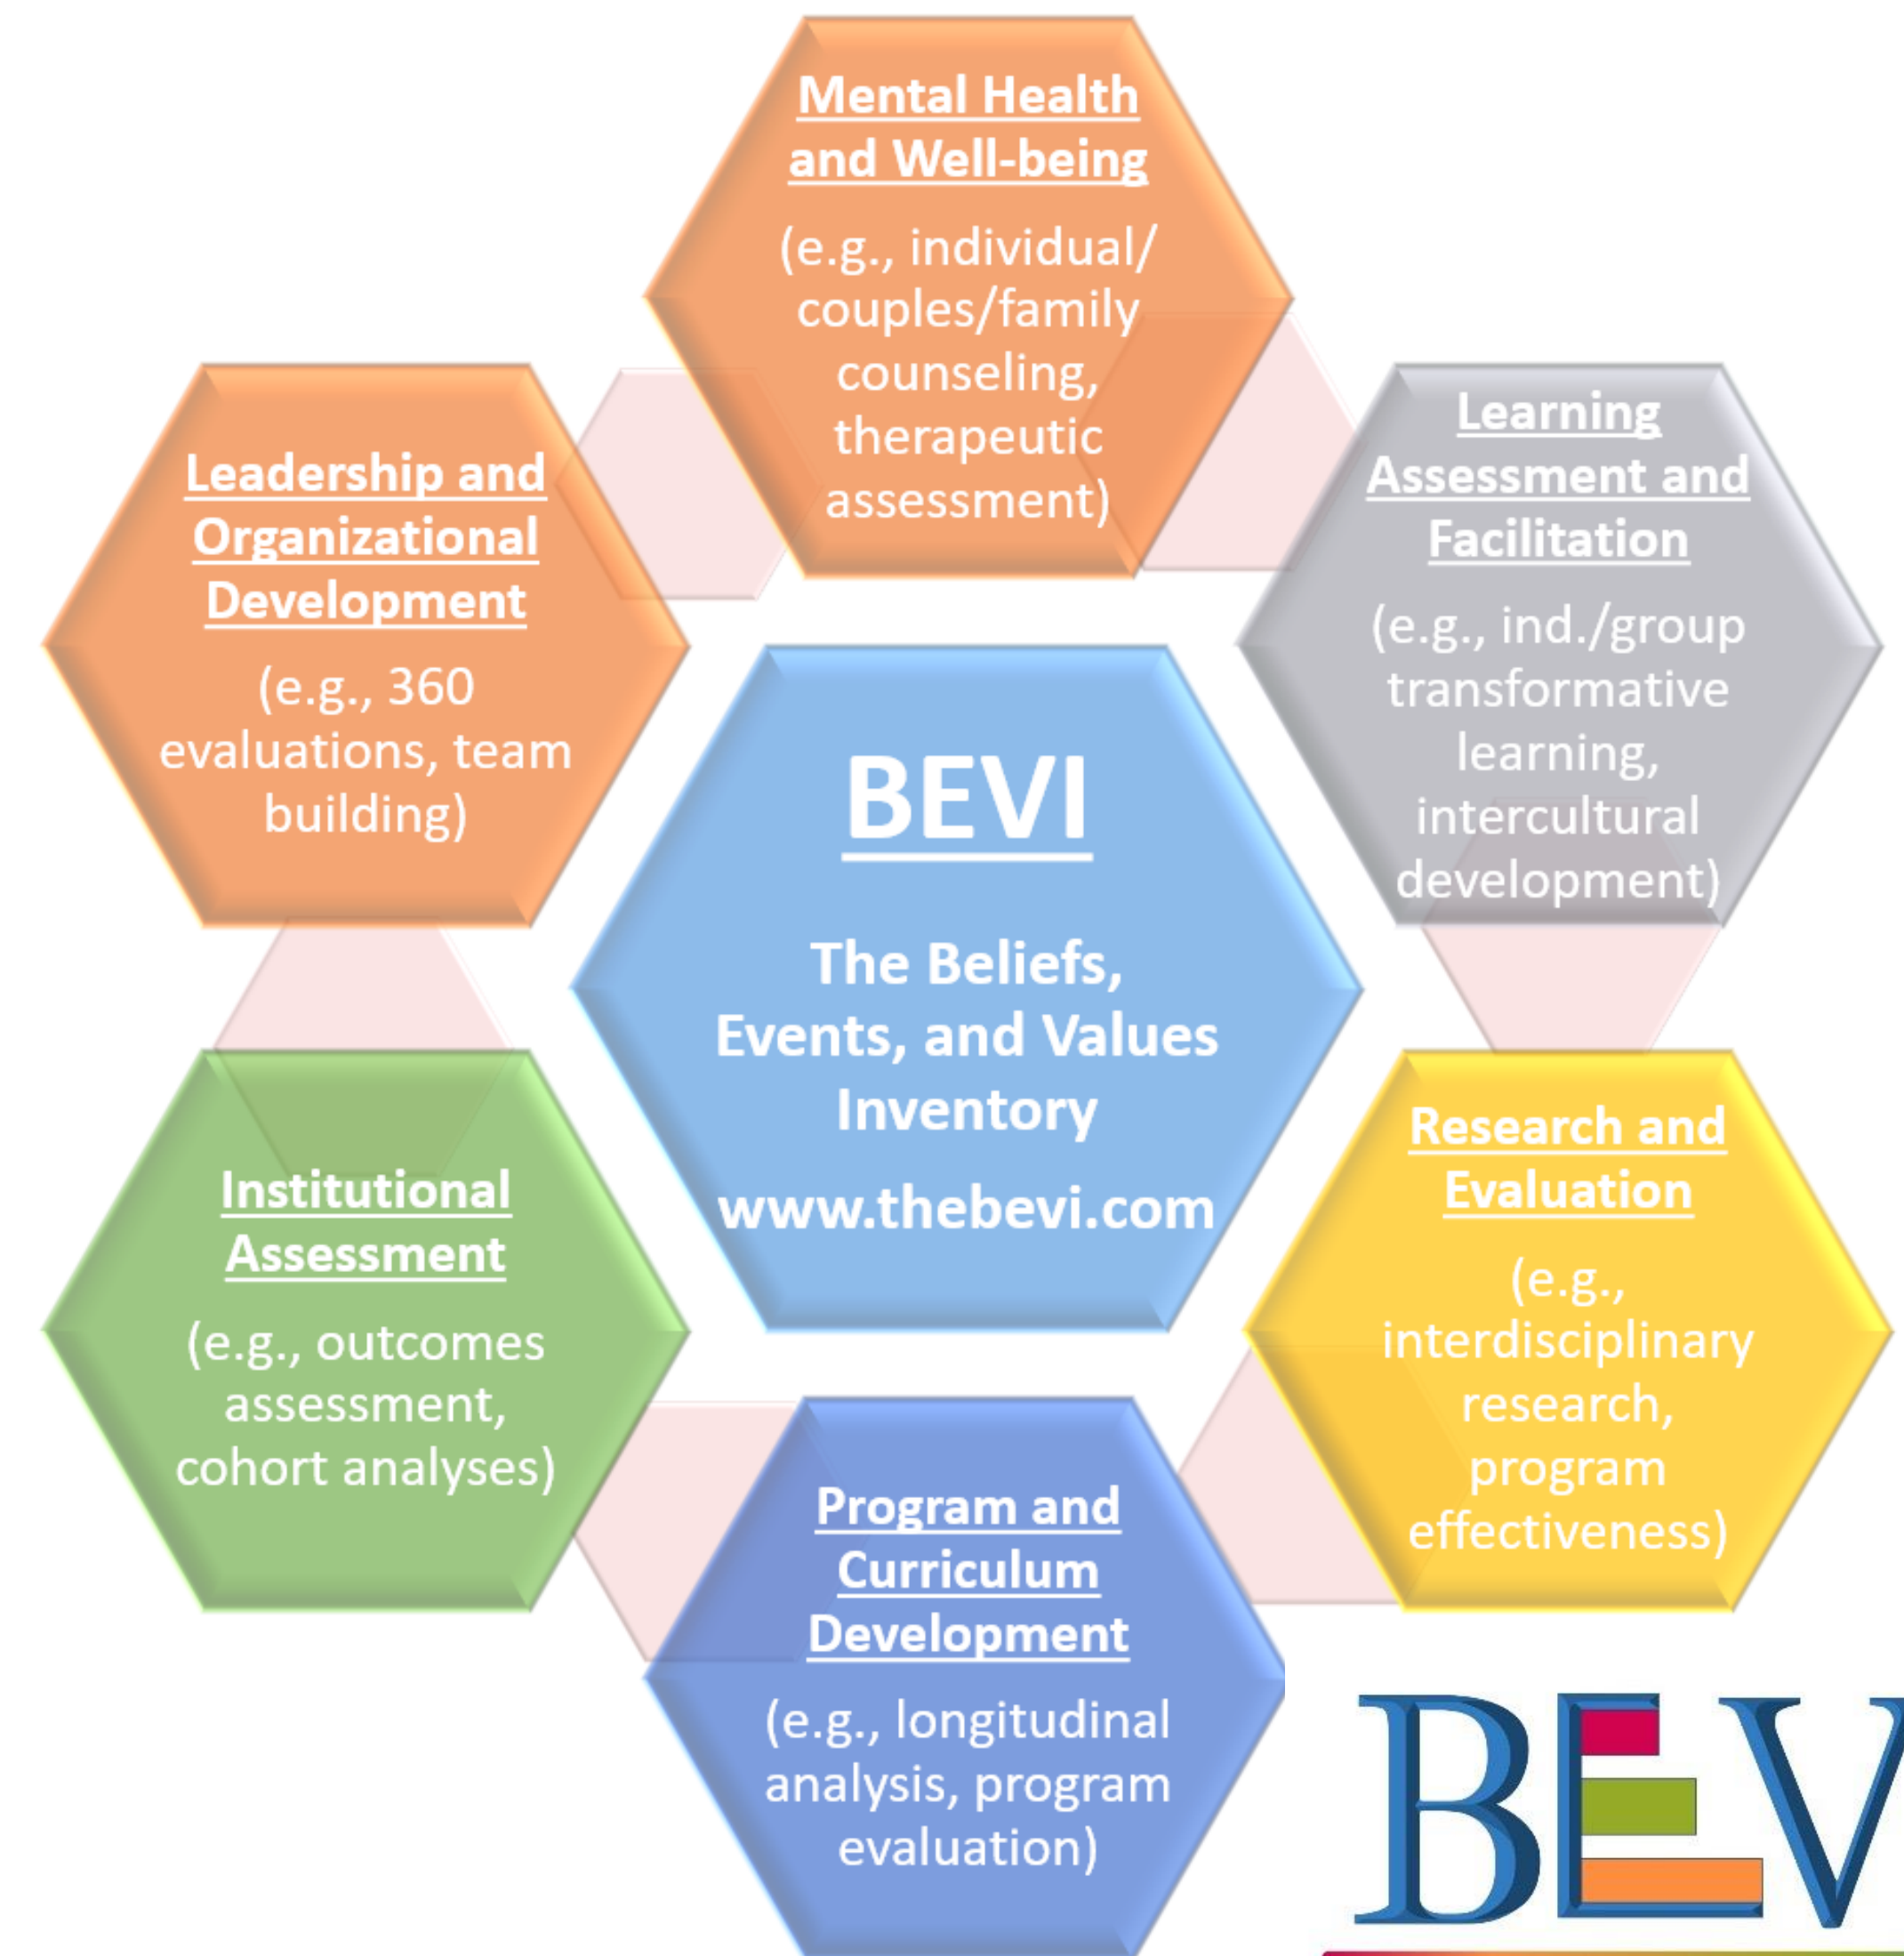 Mental Health
and Well-being
(e.g., individual/
couples/family
counseling,
therapeutic
assessment)
Leadership and
Organizational
Development
(e.g., 360
evaluations, team
building)
Learning
Assessment and
Facilitation
(e.g., ind./group
transformative
learning,
intercultural
development)
BEVI
The Beliefs,
Events, and Values
Inventory
www.thebevi.com
Institutional
Assessment
(e.g., outcomes
assessment,
cohort analyses)
Research and
Evaluation
(e.g.,
interdisciplinary
research,
program
effectiveness)
Program and
Curriculum
Development
(e.g., longitudinal
analysis, program
evaluation)
BEV